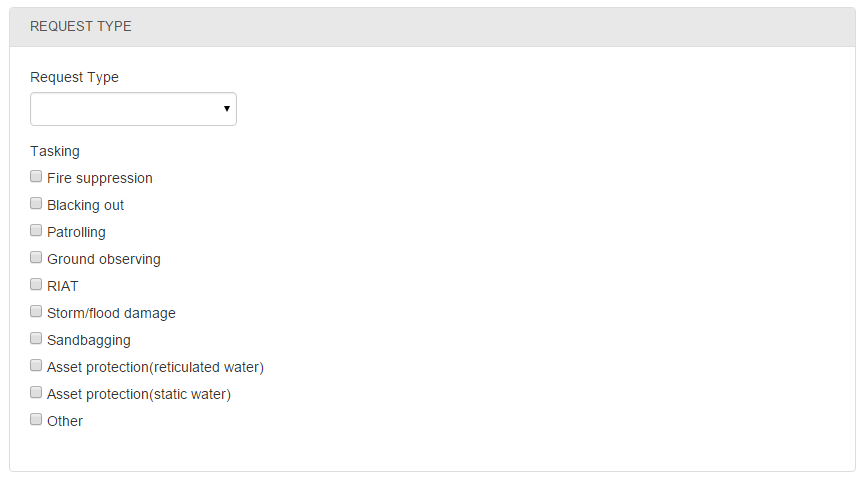 REQUEST TYPE
Request Type
Tasking
Fire suppression
Blacking out
Patrolling
Ground observing
RIAT
Storm/flood damage
Sandbagging
Asset protection(reticulated water)
Asset protection(static water)
Other